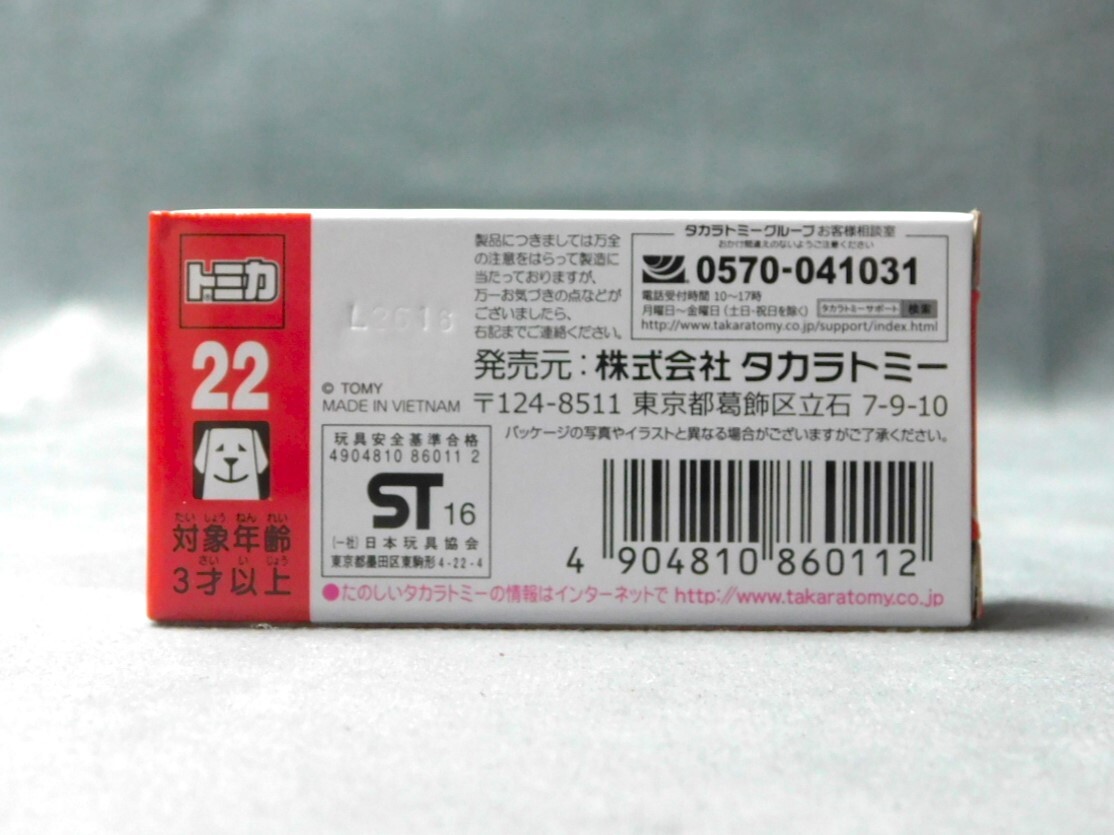 トミカ
22
たいしょうねんれい
対象年齢
さいいじょう
3才以上
© TOMY
MADE IN VIETNAM
玩具安全基準合格
4904810 86011 2
ST 16
(一社)日本玩具協会
東京都墨田区東駒形4-22-4
製品につきましては万全
の注意をはらって製造に
当たっておりますが、
万一お気づきの点などが
ございましたら、
右記までご連絡ください。
タカラトミーグループお客様相談室
おかけ間違えのないようご注意ください
0570-041031
電話受付時間 10〜17時
月曜日〜金曜日(土日・祝日を除く) タカラトミーサポート 検索
http://www.takaratomy.co.jp/support/index.html
発売元:株式会社 タカラトミー
〒124-8511 東京都葛飾区立石 7-9-10
パッケージの写真やイラストと異なる場合がございますがご了承ください。
4 904810 860112
●たのしいタカラトミーの情報はインターネットで http://www.takaratomy.co.jp